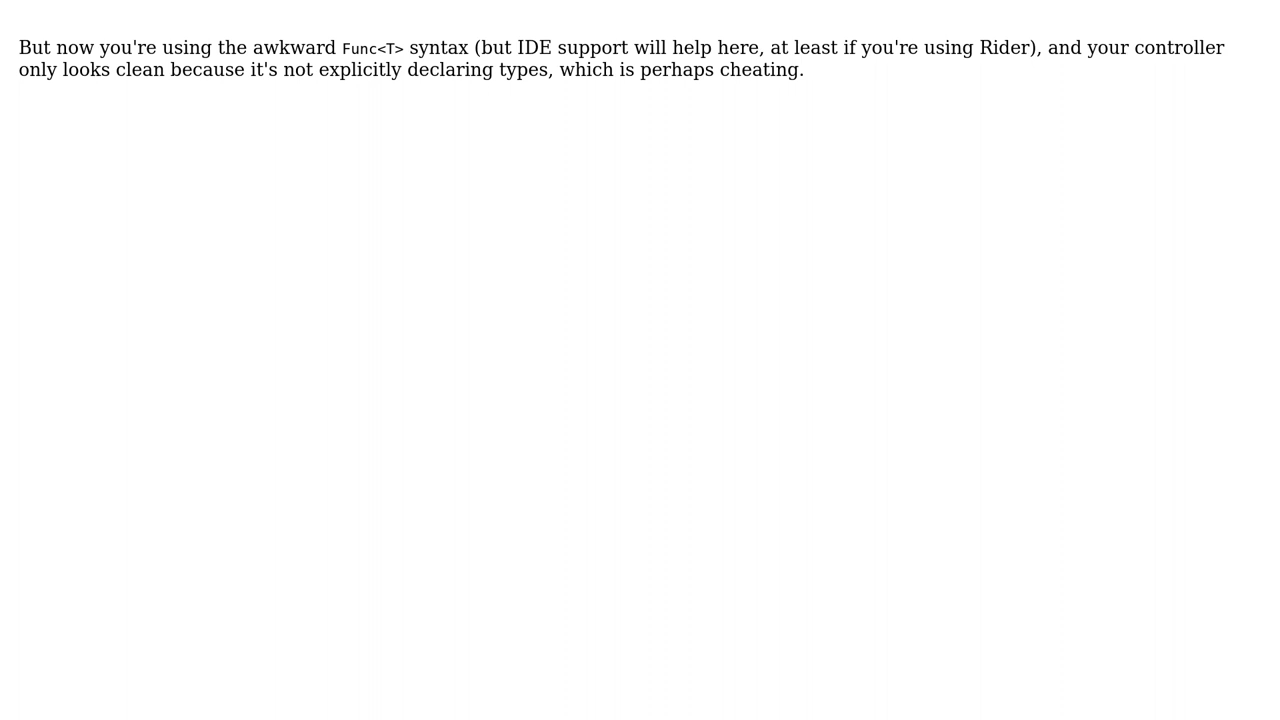 But now you're using the awkward Func<T> syntax (but IDE support will help here, at least if you're using Rider), and your controller
only looks clean because it's not explicitly declaring types, which is perhaps cheating.